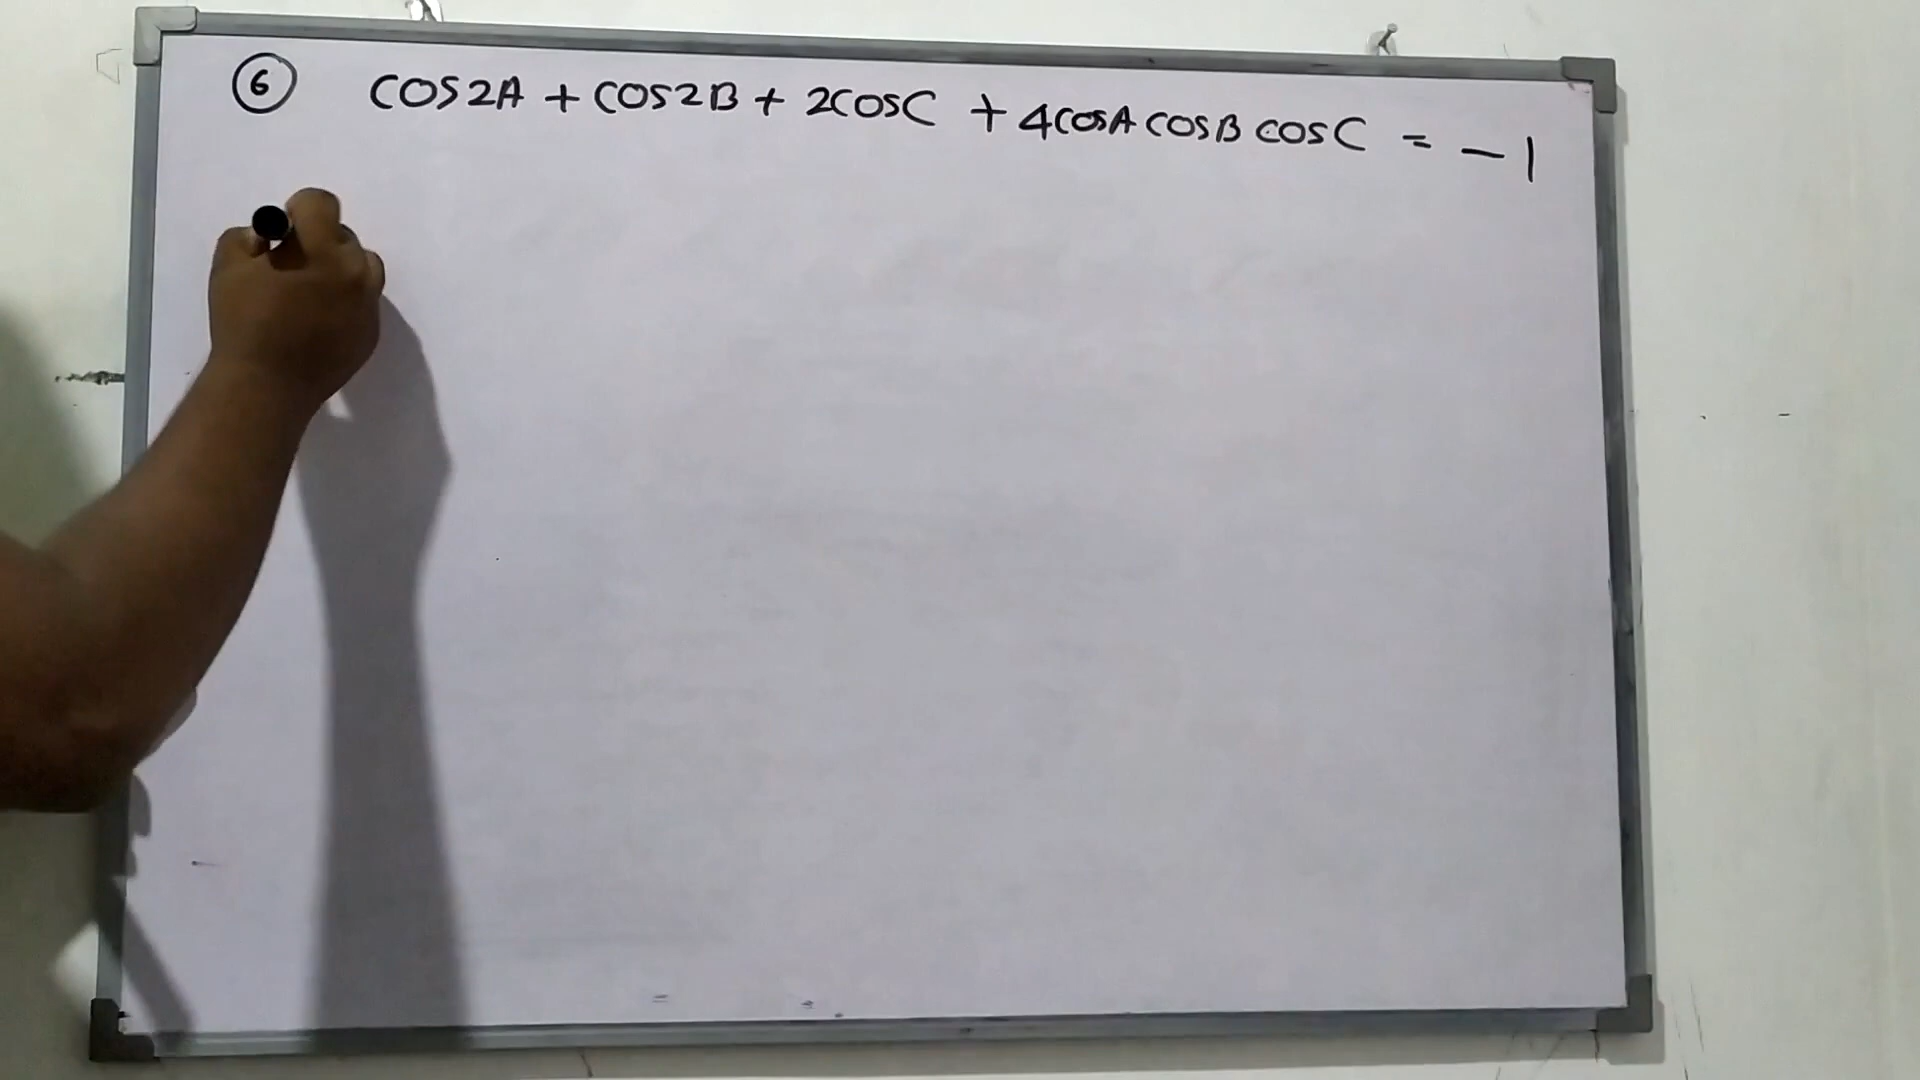 6 cos2A + cos2B + 2cosC + 4cosA cosB cosC = -1